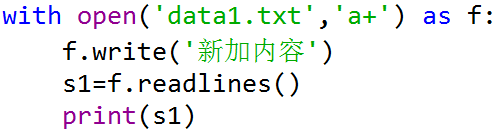 with open('data1.txt','a+') as f:
    f.write('新加内容')
    s1=f.readlines()
    print(s1)